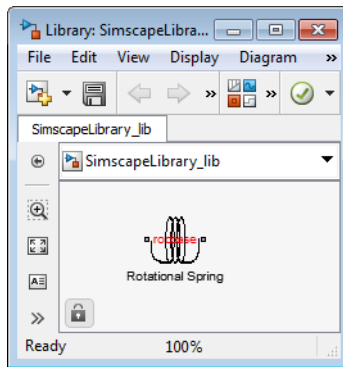 Library: SimscapeLibra...
File Edit View Display Diagram »
»
»
SimscapeLibrary_lib
SimscapeLibrary_lib
Rotational Spring
A
»
Ready 100%